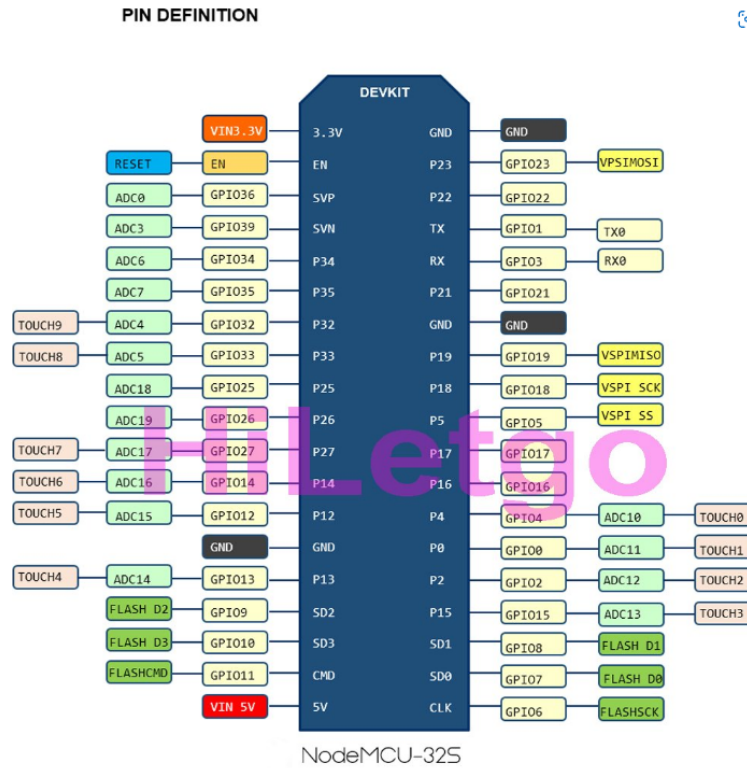 PIN DEFINITION
DEVKIT
VIN3.3V 3.3V GND GND
RESET EN EN P23 GPIO23 VPSIMOSI
ADC0 GPIO36 SVP P22 GPIO22
ADC3 GPIO39 SVN TX GPIO1 TX0
ADC6 GPIO34 P34 RX GPIO3 RX0
ADC7 GPIO35 P35 P21 GPIO21
TOUCH9 ADC4 GPIO32 P32 GND GND
TOUCH8 ADC5 GPIO33 P33 P19 GPIO19 VSPIMISO
ADC18 GPIO25 P25 P18 GPIO18 VSPI SCK
ADC19 GPIO26 P26 P5 GPIO5 VSPI SS
HiLetgo
TOUCH7 ADC17 GPIO27 P27 P17 GPIO17
TOUCH6 ADC16 GPIO14 P14 P16 GPIO16
TOUCH5 ADC15 GPIO12 P12 P4 GPIO4 ADC10 TOUCH0
GND GND P0 GPIO0 ADC11 TOUCH1
TOUCH4 ADC14 GPIO13 P13 P2 GPIO2 ADC12 TOUCH2
FLASH D2 GPIO9 SD2 P15 GPIO15 ADC13 TOUCH3
FLASH D3 GPIO10 SD3 SD1 GPIO8 FLASH D1
FLASHCMD GPIO11 CMD SD0 GPIO7 FLASH D0
VIN 5V 5V CLK GPIO6 FLASHSCK
NodeMCU-32S